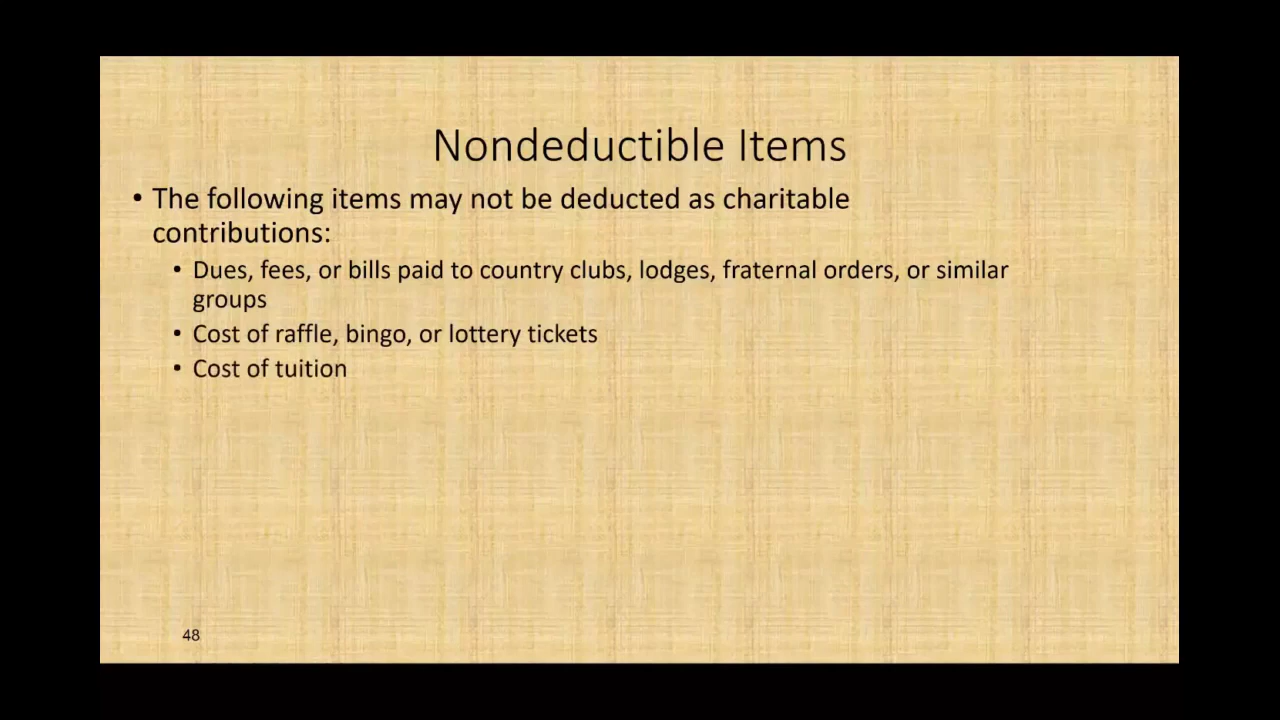 Nondeductible Items
• The following items may not be deducted as charitable
contributions:
• Dues, fees, or bills paid to country clubs, lodges, fraternal orders, or similar
groups
• Cost of raffle, bingo, or lottery tickets
• Cost of tuition
48